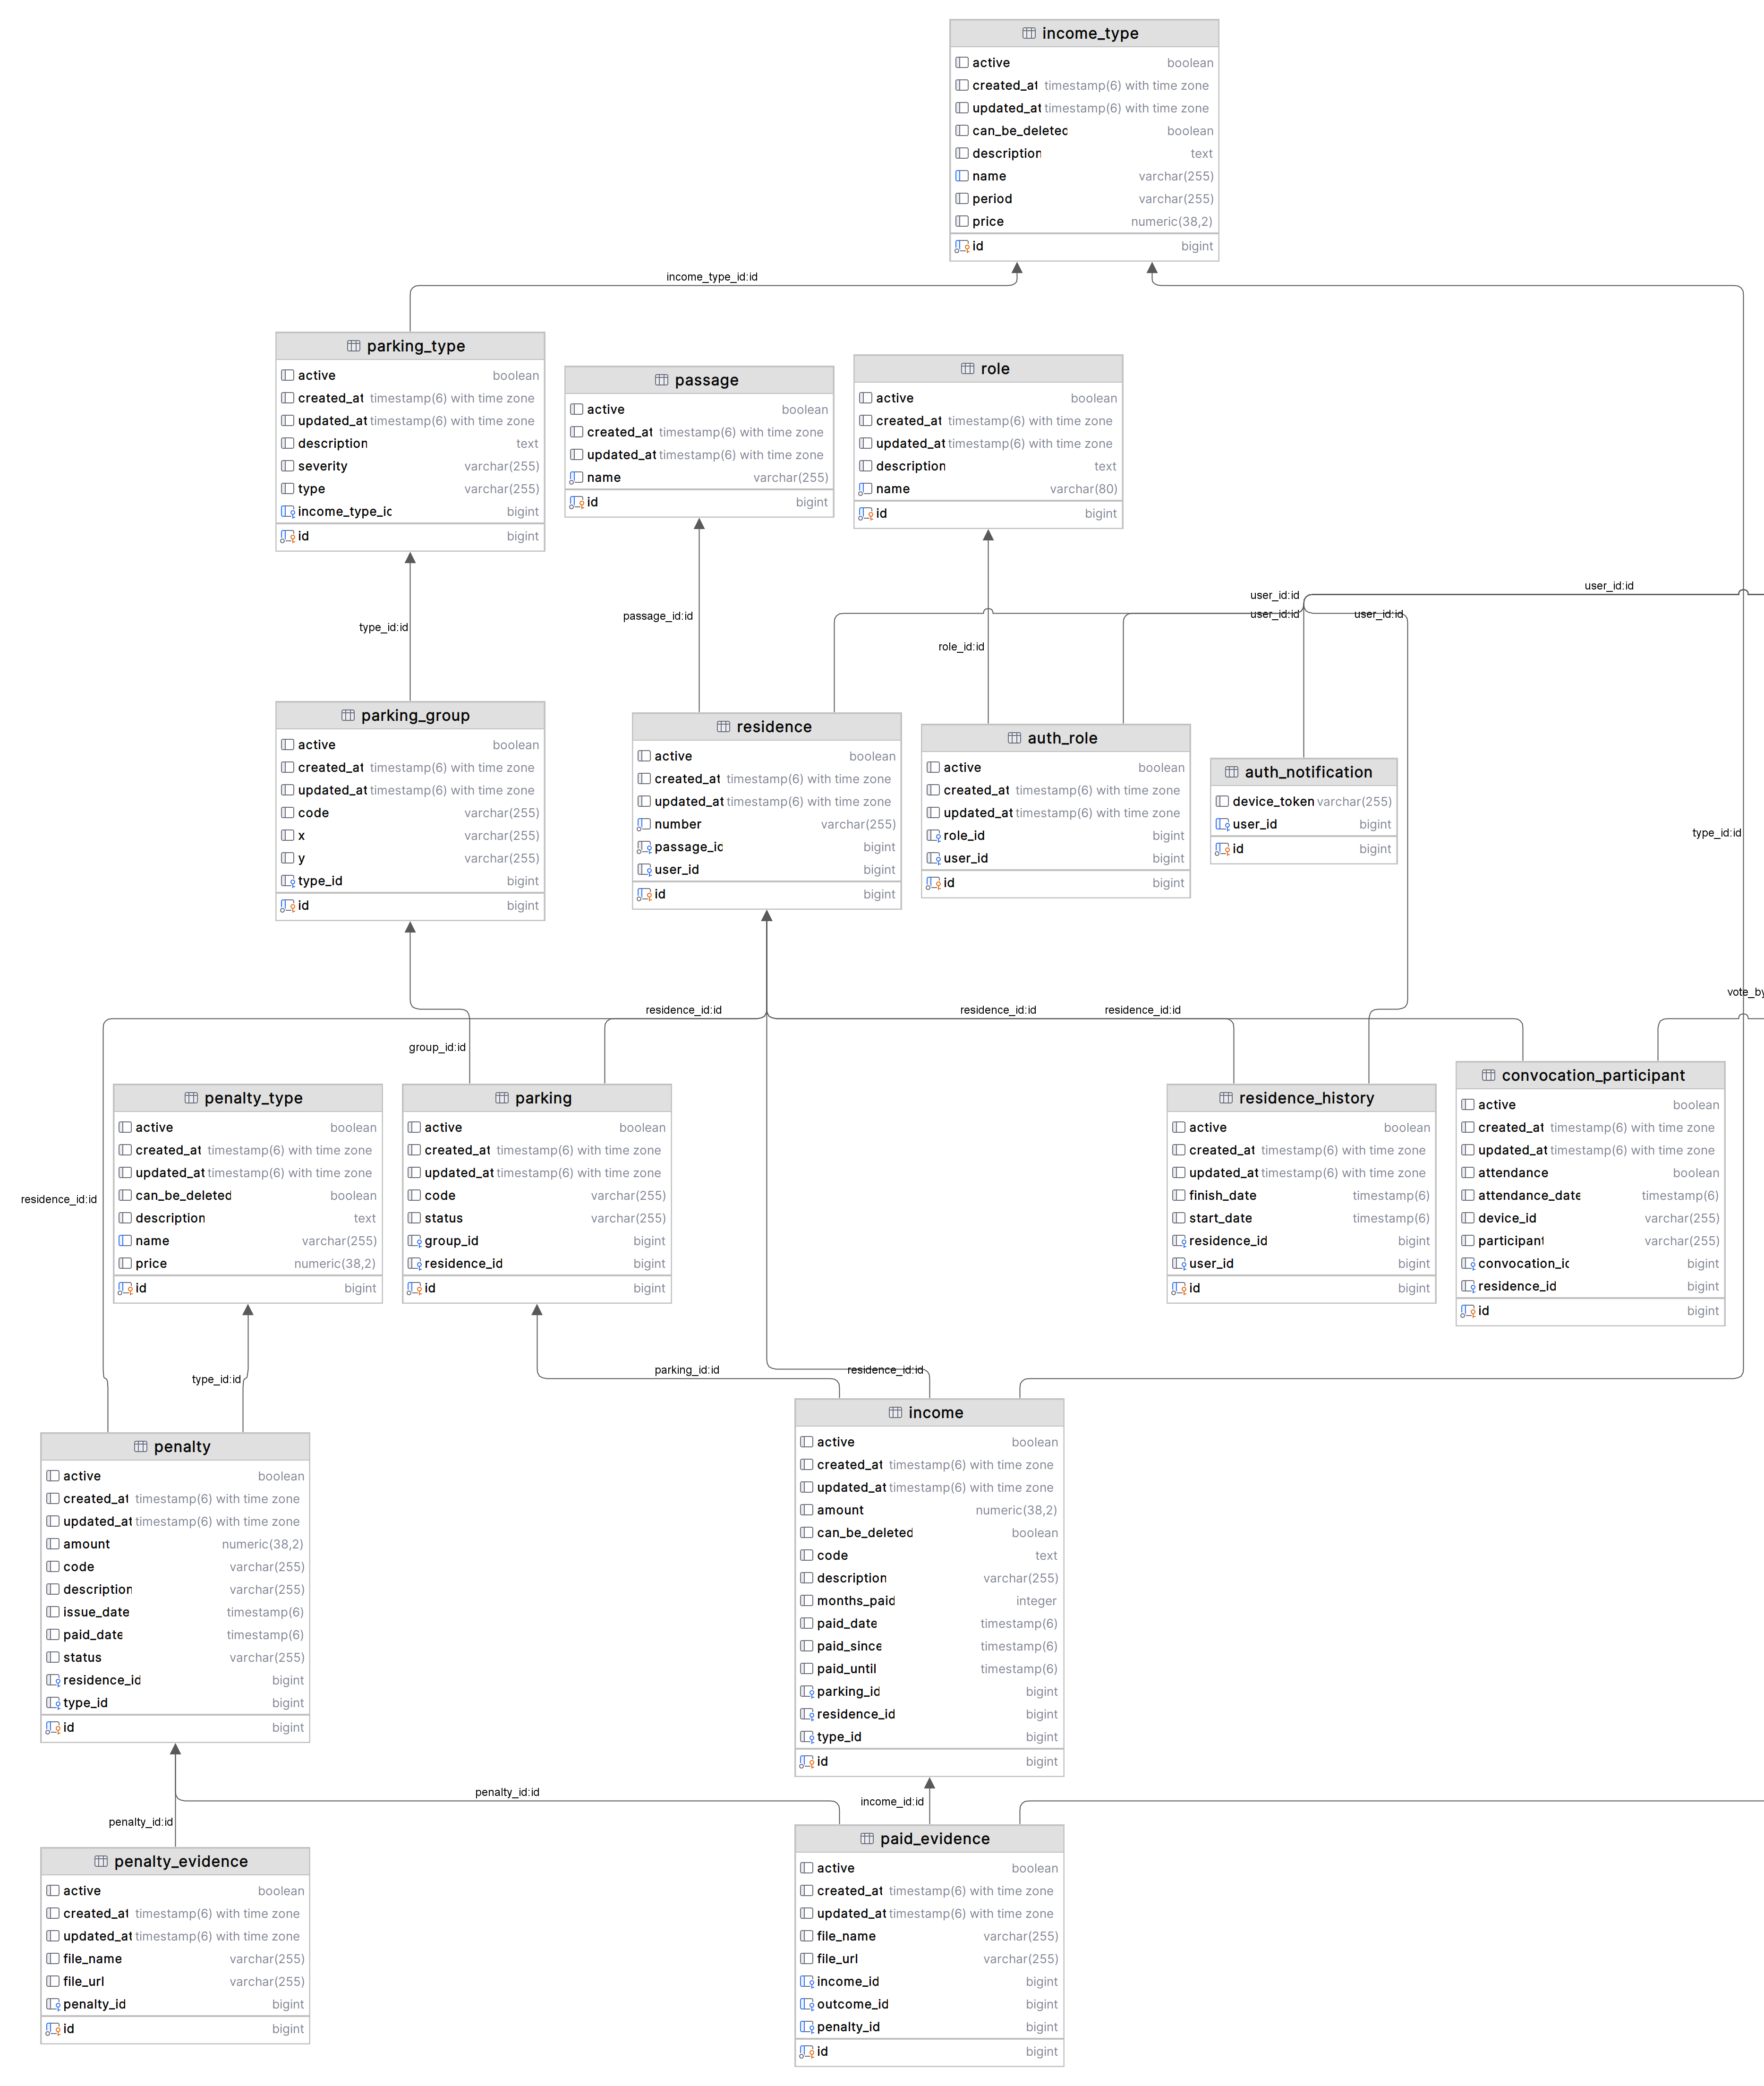 income_type
active boolean
created_at timestamp(6) with time zone
updated_at timestamp(6) with time zone
can_be_deleted boolean
description text
name varchar(255)
period varchar(255)
price numeric(38,2)
id bigint
income_type_id:id
parking_type
active boolean
created_at timestamp(6) with time zone
updated_at timestamp(6) with time zone
description text
severity varchar(255)
type varchar(255)
income_type_id bigint
id bigint
passage
active boolean
created_at timestamp(6) with time zone
updated_at timestamp(6) with time zone
name varchar(255)
id bigint
role
active boolean
created_at timestamp(6) with time zone
updated_at timestamp(6) with time zone
description text
name varchar(80)
id bigint
type_id:id
passage_id:id
role_id:id
user_id:id
user_id:id
user_id:id
user_id:id
parking_group
active boolean
created_at timestamp(6) with time zone
updated_at timestamp(6) with time zone
code varchar(255)
x varchar(255)
y varchar(255)
type_id bigint
id bigint
residence
active boolean
created_at timestamp(6) with time zone
updated_at timestamp(6) with time zone
number varchar(255)
passage_id bigint
user_id bigint
id bigint
auth_role
active boolean
created_at timestamp(6) with time zone
updated_at timestamp(6) with time zone
role_id bigint
user_id bigint
id bigint
auth_notification
device_token varchar(255)
user_id bigint
id bigint
type_id:id
vote_by
residence_id:id
residence_id:id
residence_id:id
group_id:id
residence_id:id
penalty_type
active boolean
created_at timestamp(6) with time zone
updated_at timestamp(6) with time zone
can_be_deleted boolean
description text
name varchar(255)
price numeric(38,2)
id bigint
parking
active boolean
created_at timestamp(6) with time zone
updated_at timestamp(6) with time zone
code varchar(255)
status varchar(255)
group_id bigint
residence_id bigint
id bigint
residence_history
active boolean
created_at timestamp(6) with time zone
updated_at timestamp(6) with time zone
finish_date timestamp(6)
start_date timestamp(6)
residence_id bigint
user_id bigint
id bigint
convocation_participant
active boolean
created_at timestamp(6) with time zone
updated_at timestamp(6) with time zone
attendance boolean
attendance_date timestamp(6)
device_id varchar(255)
participant varchar(255)
convocation_id bigint
residence_id bigint
id bigint
type_id:id
parking_id:id
residence_id:id
penalty
active boolean
created_at timestamp(6) with time zone
updated_at timestamp(6) with time zone
amount numeric(38,2)
code varchar(255)
description varchar(255)
issue_date timestamp(6)
paid_date timestamp(6)
status varchar(255)
residence_id bigint
type_id bigint
id bigint
income
active boolean
created_at timestamp(6) with time zone
updated_at timestamp(6) with time zone
amount numeric(38,2)
can_be_deleted boolean
code text
description varchar(255)
months_paid integer
paid_date timestamp(6)
paid_since timestamp(6)
paid_until timestamp(6)
parking_id bigint
residence_id bigint
type_id bigint
id bigint
penalty_id:id
income_id:id
penalty_id:id
penalty_evidence
active boolean
created_at timestamp(6) with time zone
updated_at timestamp(6) with time zone
file_name varchar(255)
file_url varchar(255)
penalty_id bigint
id bigint
paid_evidence
active boolean
created_at timestamp(6) with time zone
updated_at timestamp(6) with time zone
file_name varchar(255)
file_url varchar(255)
income_id bigint
outcome_id bigint
penalty_id bigint
id bigint